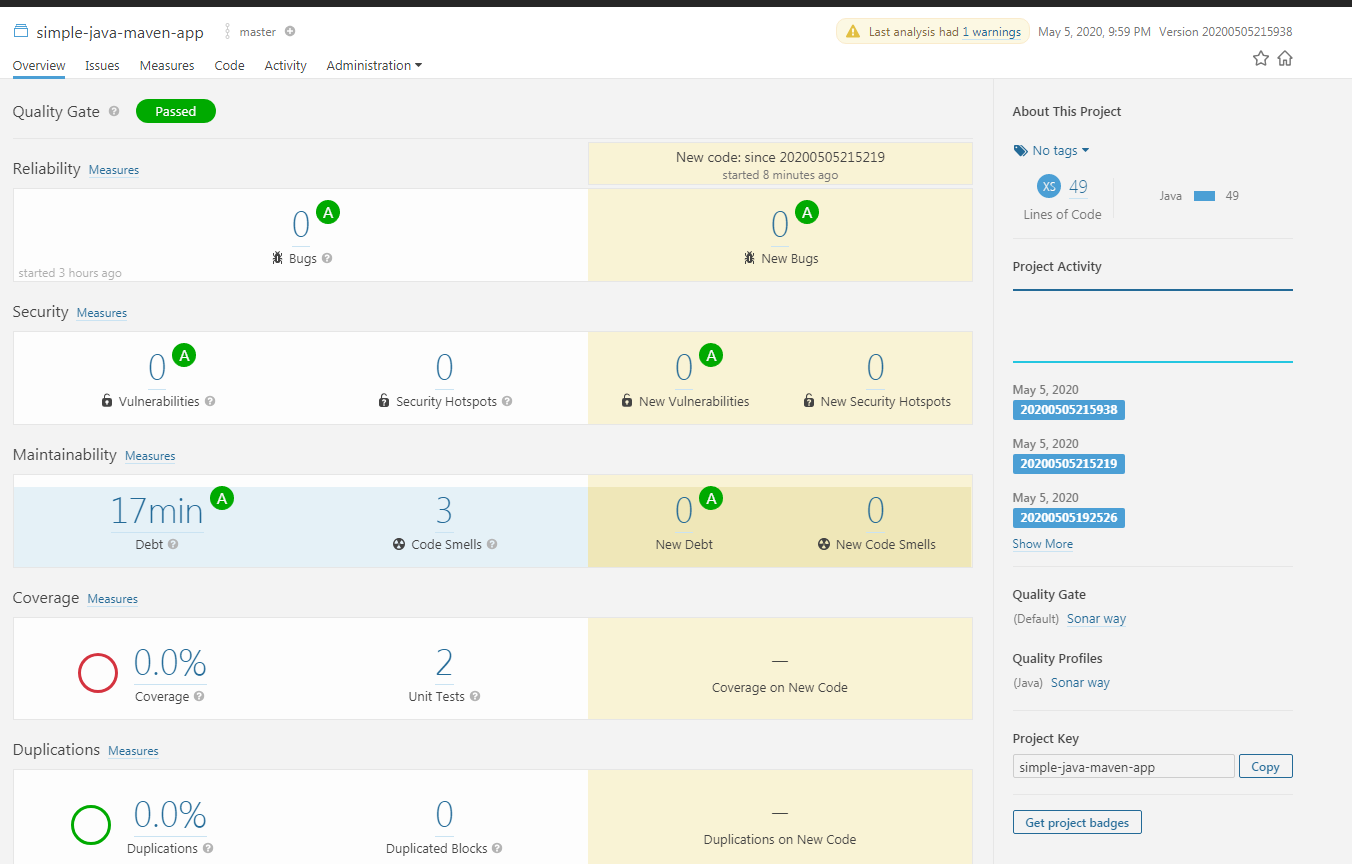 simple-java-maven-app master
Last analysis had 1 warnings May 5, 2020, 9:59 PM Version 20200505215938
Overview Issues Measures Code Activity Administration
Quality Gate Passed
Reliability Measures
New code: since 20200505215219
started 8 minutes ago
0 A
Bugs
started 3 hours ago
0 A
New Bugs
Security Measures
0 A
Vulnerabilities
0
Security Hotspots
0 A
New Vulnerabilities
0
New Security Hotspots
Maintainability Measures
17min A
Debt
3
Code Smells
0 A
New Debt
0
New Code Smells
Coverage Measures
0.0%
Coverage
2
Unit Tests
—
Coverage on New Code
Duplications Measures
0.0%
Duplications
0
Duplicated Blocks
—
Duplications on New Code
About This Project
No tags
XS 49
Lines of Code
Java 49
Project Activity
May 5, 2020
20200505215938
May 5, 2020
20200505215219
May 5, 2020
20200505192526
Show More
Quality Gate
(Default) Sonar way
Quality Profiles
(Java) Sonar way
Project Key
simple-java-maven-app Copy
Get project badges